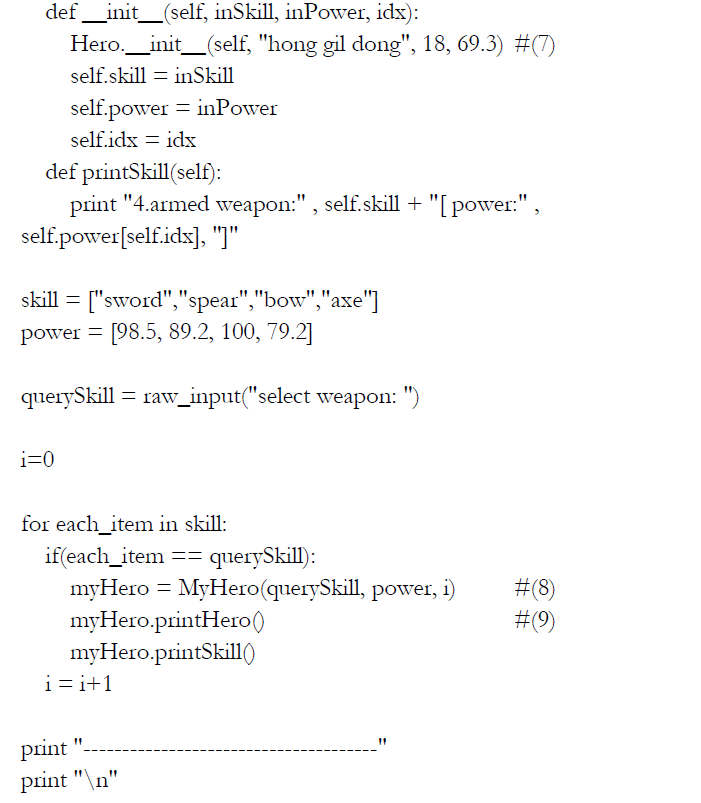 def __init__(self, inSkill, inPower, idx):
Hero.__init__(self, "hong gil dong", 18, 69.3) #(7)
self.skill = inSkill
self.power = inPower
self.idx = idx
def printSkill(self):
print "4.armed weapon:" , self.skill + "[ power:" ,
self.power[self.idx], "]"
skill = ["sword","spear","bow","axe"]
power = [98.5, 89.2, 100, 79.2]
querySkill = raw_input("select weapon: ")
i=0
for each_item in skill:
if(each_item == querySkill):
myHero = MyHero(querySkill, power, i) #(8)
myHero.printHero() #(9)
myHero.printSkill()
i = i+1
print "--------------------------------------"
print "\n"